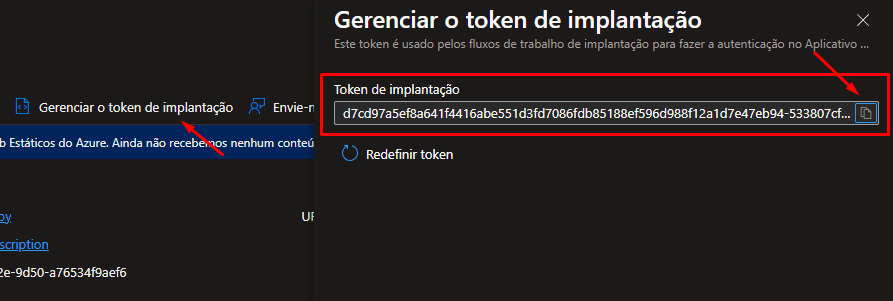 Gerenciar o token de implantação
Este token é usado pelos fluxos de trabalho de implantação para fazer a autenticação no Aplicativo ...
Gerenciar o token de implantação
Envie-n
b Estáticos do Azure. Ainda não recebemos nenhum conteú
Token de implantação
d7cd97a5ef8a641f4416abe551d3fd7086fdb85188ef596d988f12a1d7e47eb94-533807cf...
Redefinir token
oy
UF
scription
2e-9d50-a76534f9aef6